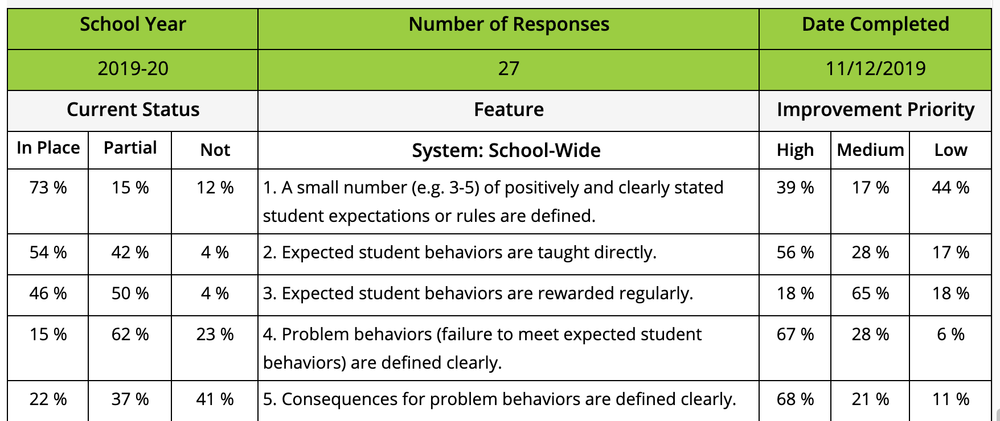 School Year Number of Responses Date Completed
2019-20 27 11/12/2019
Current Status Feature Improvement Priority
In Place Partial Not System: School-Wide High Medium Low
73 % 15 % 12 % 1. A small number (e.g. 3-5) of positively and clearly stated 39 % 17 % 44 %
student expectations or rules are defined.
54 % 42 % 4 % 2. Expected student behaviors are taught directly. 56 % 28 % 17 %
46 % 50 % 4 % 3. Expected student behaviors are rewarded regularly. 18 % 65 % 18 %
15 % 62 % 23 % 4. Problem behaviors (failure to meet expected student 67 % 28 % 6 %
behaviors) are defined clearly.
22 % 37 % 41 % 5. Consequences for problem behaviors are defined clearly. 68 % 21 % 11 %